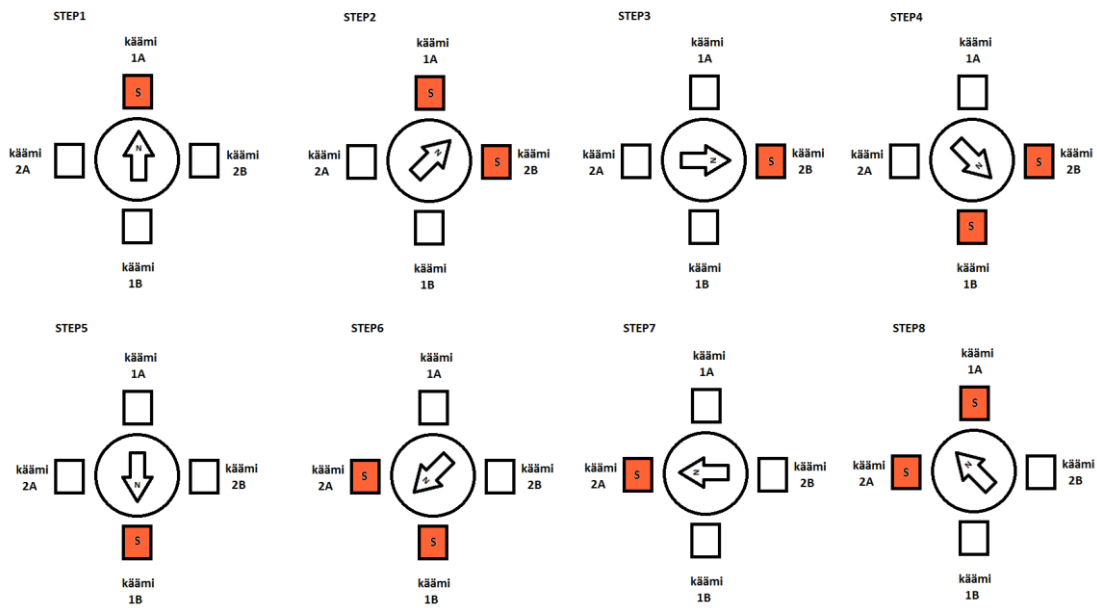 STEP1
käämi
1A
S
N
käämi
2A
käämi
2B
käämi
1B
STEP2
käämi
1A
S
N
käämi
2A
S
käämi
2B
käämi
1B
STEP3
käämi
1A
käämi
2A
N
S
käämi
2B
käämi
1B
STEP4
käämi
1A
käämi
2A
N
S
käämi
2B
S
käämi
1B
STEP5
käämi
1A
käämi
2A
N
käämi
2B
S
käämi
1B
STEP6
käämi
1A
käämi
2A
S
N
käämi
2B
S
käämi
1B
STEP7
käämi
1A
käämi
2A
S
N
käämi
2B
käämi
1B
STEP8
käämi
1A
S
käämi
2A
S
N
käämi
2B
käämi
1B